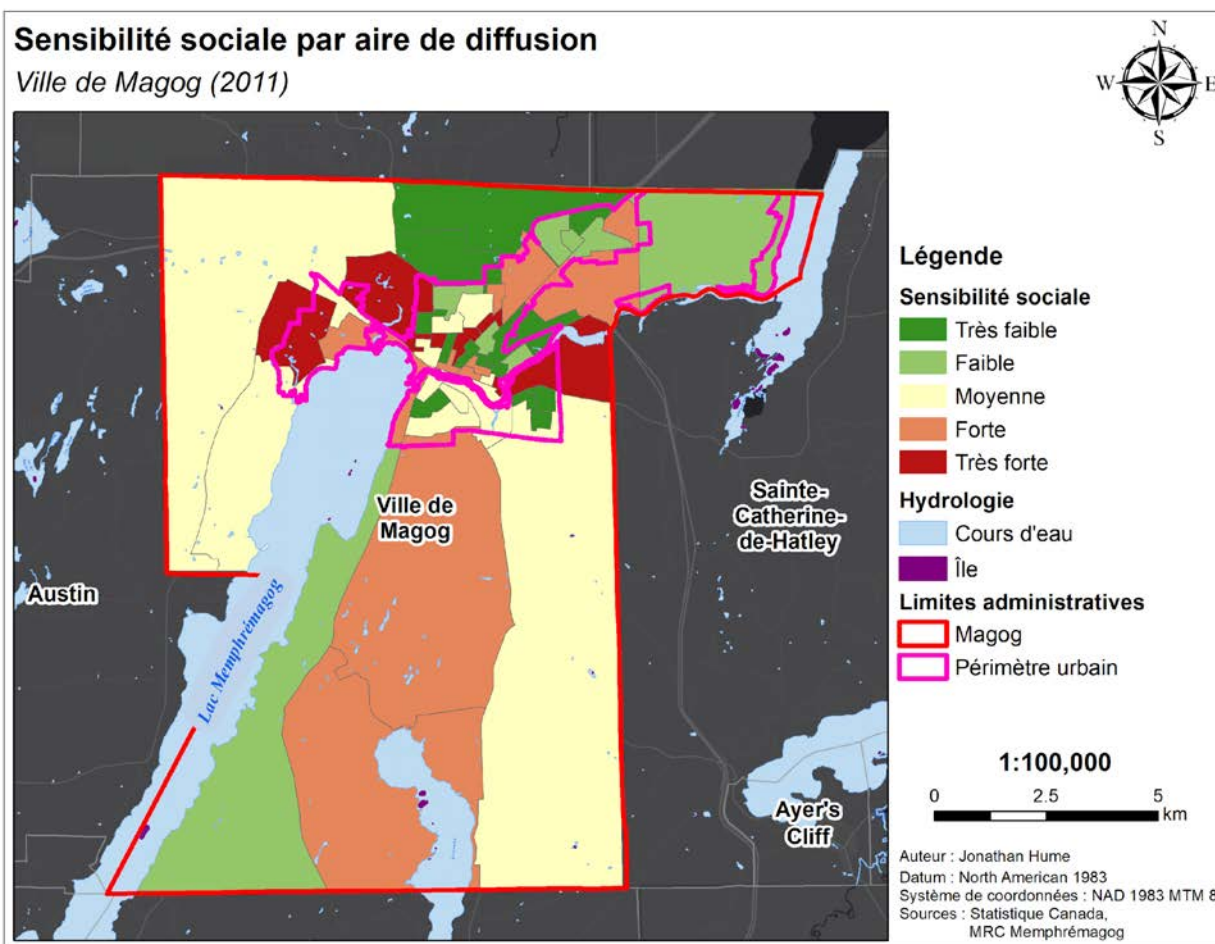 Sensibilité sociale par aire de diffusion
Ville de Magog (2011)
N
W
E
S
Ville de
Magog
Sainte-
Catherine-
de-Hatley
Austin
Lac Memphrémagog
Ayer's
Cliff
Légende
Sensibilité sociale
Très faible
Faible
Moyenne
Forte
Très forte
Hydrologie
Cours d'eau
Île
Limites administratives
Magog
Périmètre urbain
1:100,000
0 2.5 5
km
Auteur : Jonathan Hume
Datum : North American 1983
Système de coordonnées : NAD 1983 MTM 8
Sources : Statistique Canada,
MRC Memphrémagog